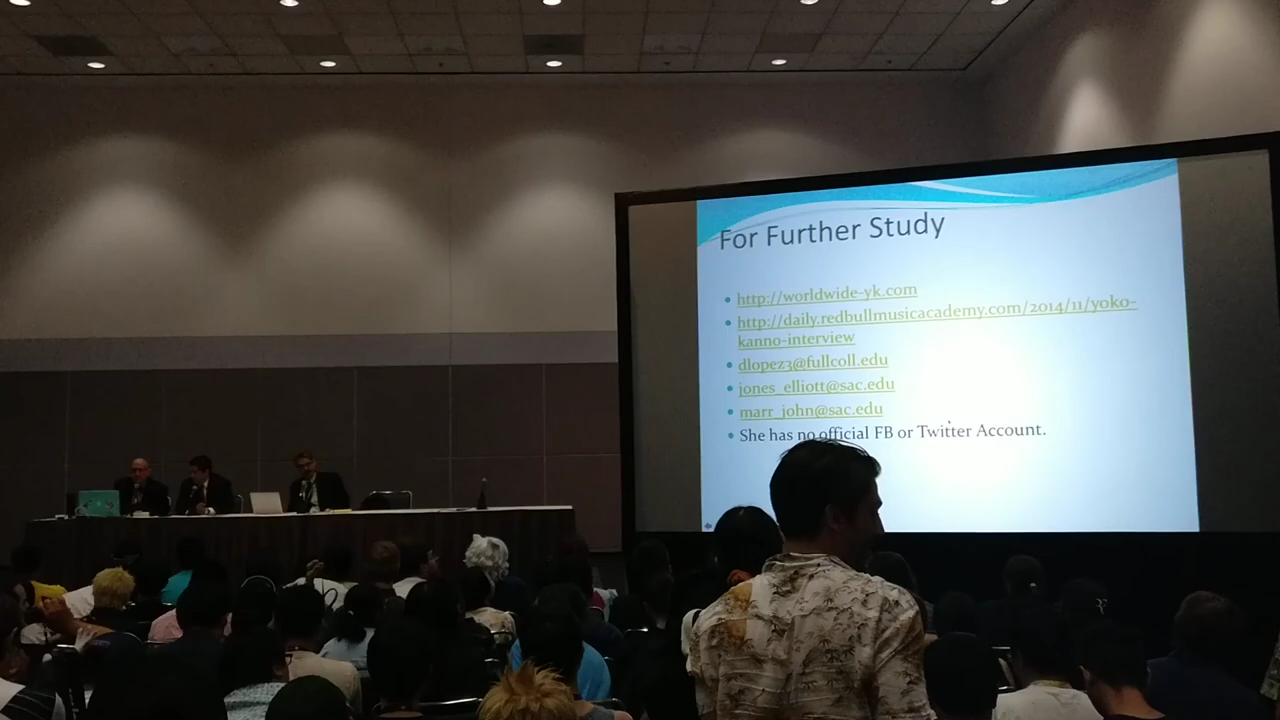 For Further Study
http://worldwide-yk.com
http://daily.redbullmusicacademy.com/2014/11/yoko-
kanno-interview
dlopez3@fullcoll.edu
jones_elliott@sac.edu
marr_john@sac.edu
She has no official FB or Twitter Account.